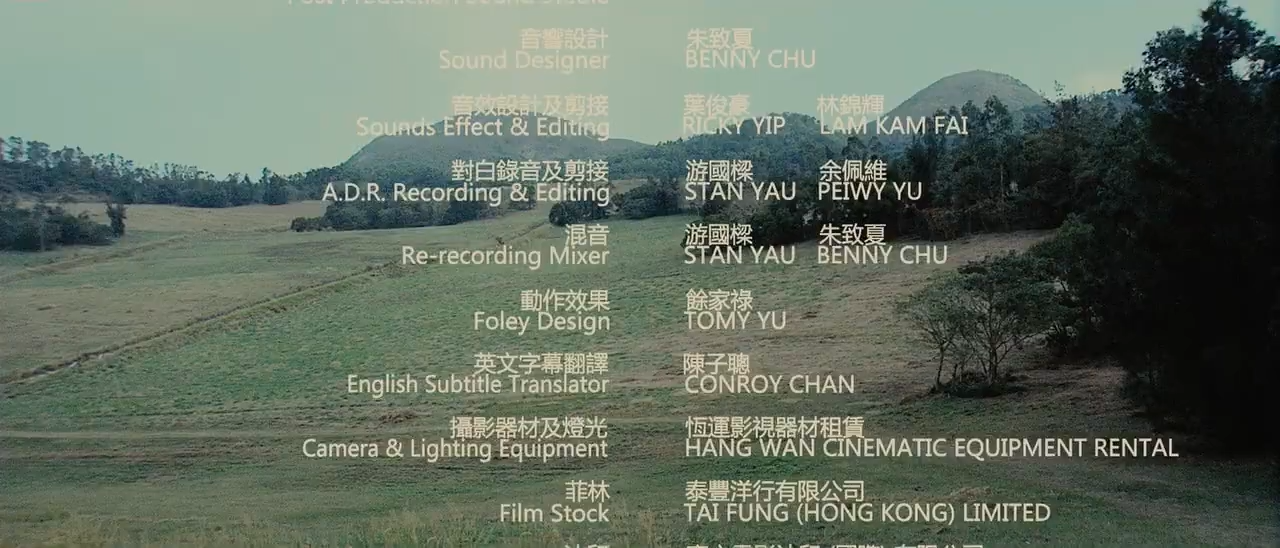 音響設計 朱致夏
Sound Designer BENNY CHU
音效設計及剪接 葉俊豪 林錦輝
Sounds Effect & Editing RICKY YIP LAM KAM FAI
對白錄音及剪接 游國樑 余佩維
A.D.R. Recording & Editing STAN YAU PEIWY YU
混音 游國樑 朱致夏
Re-recording Mixer STAN YAU BENNY CHU
動作效果 餘家祿
Foley Design TOMY YU
英文字幕翻譯 陳子聰
English Subtitle Translator CONROY CHAN
攝影器材及燈光 恆運影視器材租賃
Camera & Lighting Equipment HANG WAN CINEMATIC EQUIPMENT RENTAL
菲林 泰豐洋行有限公司
Film Stock TAI FUNG (HONG KONG) LIMITED